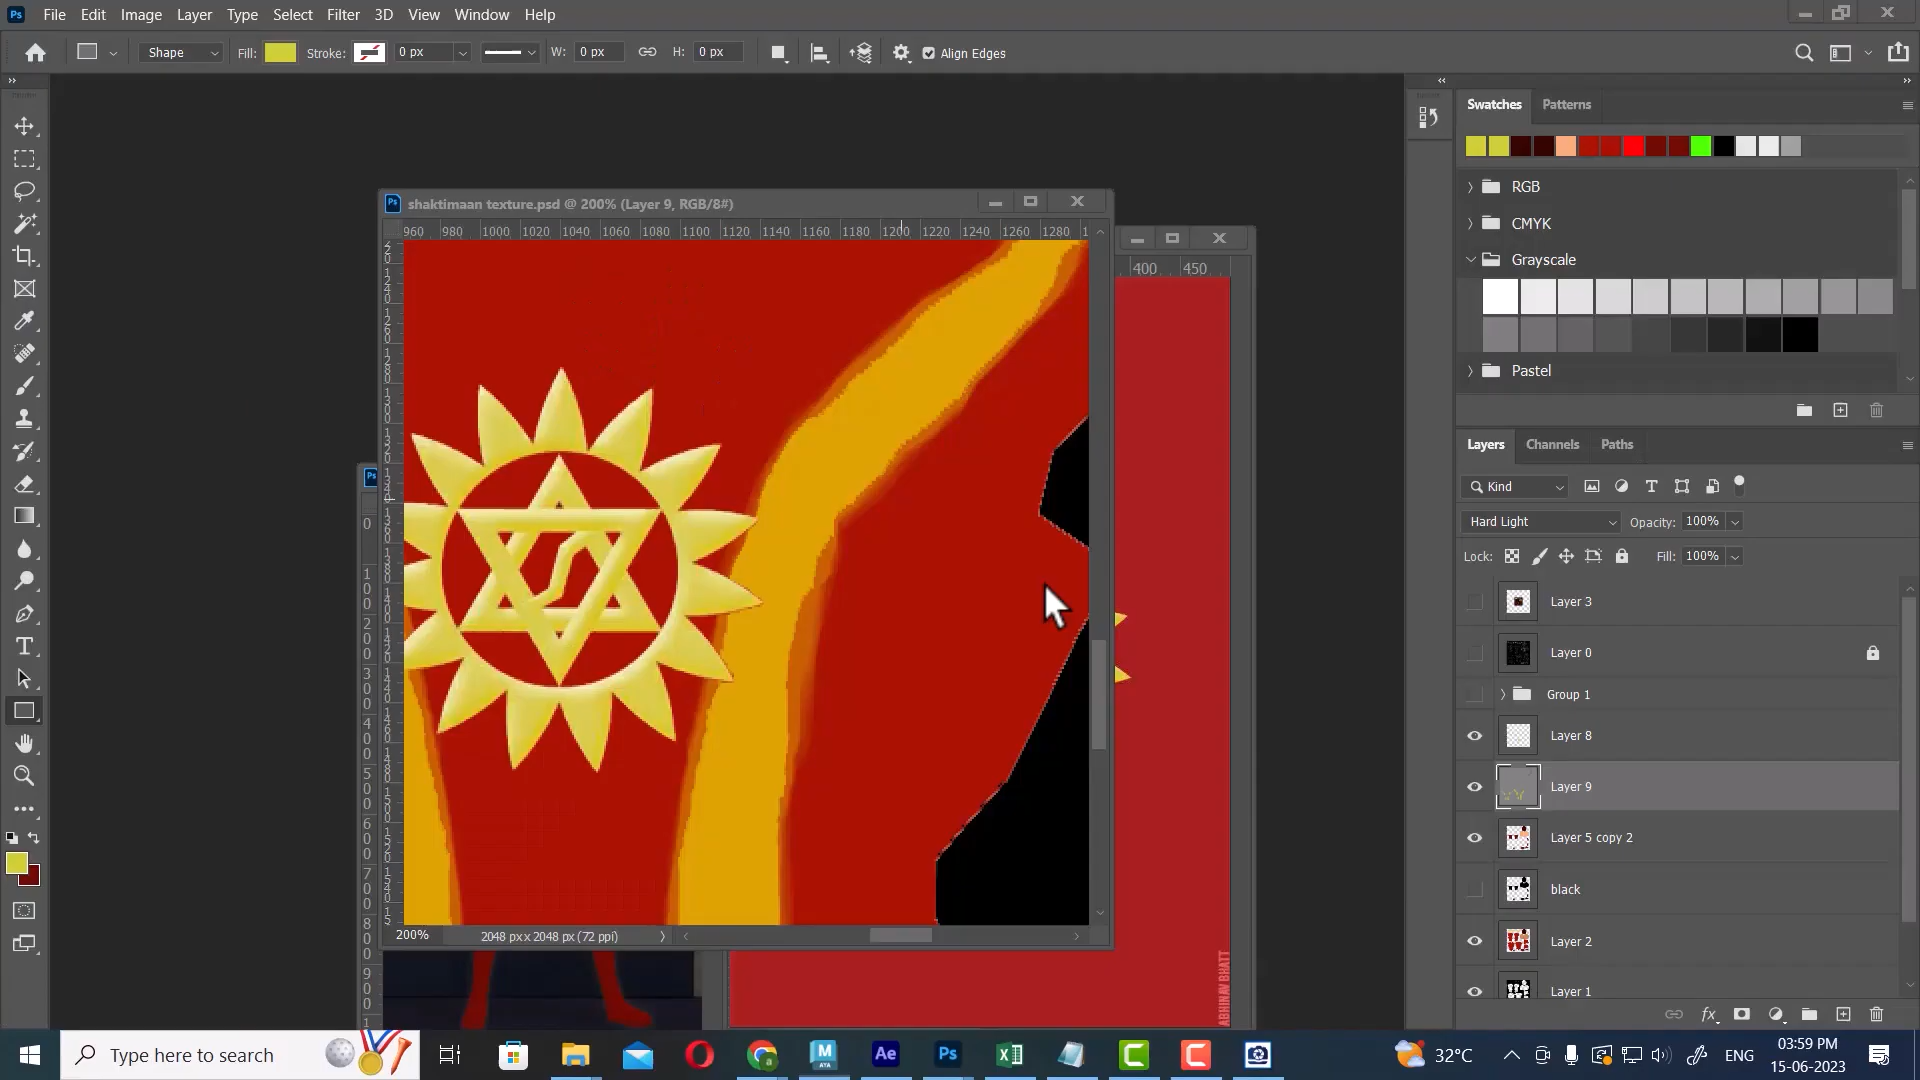 File Edit Image Layer Type Select Filter 3D View Window Help
Shape Fill: Stroke: 0 px W: 0 px H: 0 px Align Edges
Swatches Patterns
RGB
CMYK
Grayscale
Pastel
shaktimaan texture.psd @ 200% (Layer 9, RGB/8#)
960 980 1000 1020 1040 1060 1080 1100 1120 1140 1160 1180 1200 1220 1240 1260 1280
400 450
Layers Channels Paths
Kind
Hard Light Opacity: 100%
Lock: Fill: 100%
Layer 3
Layer 0
Group 1
Layer 8
Layer 9
Layer 5 copy 2
black
Layer 2
Layer 1
200% 2048 px x 2048 px (72 ppi)
ABHINAV BHATT
Type here to search
32°C ENG 03:59 PM
15-06-2023